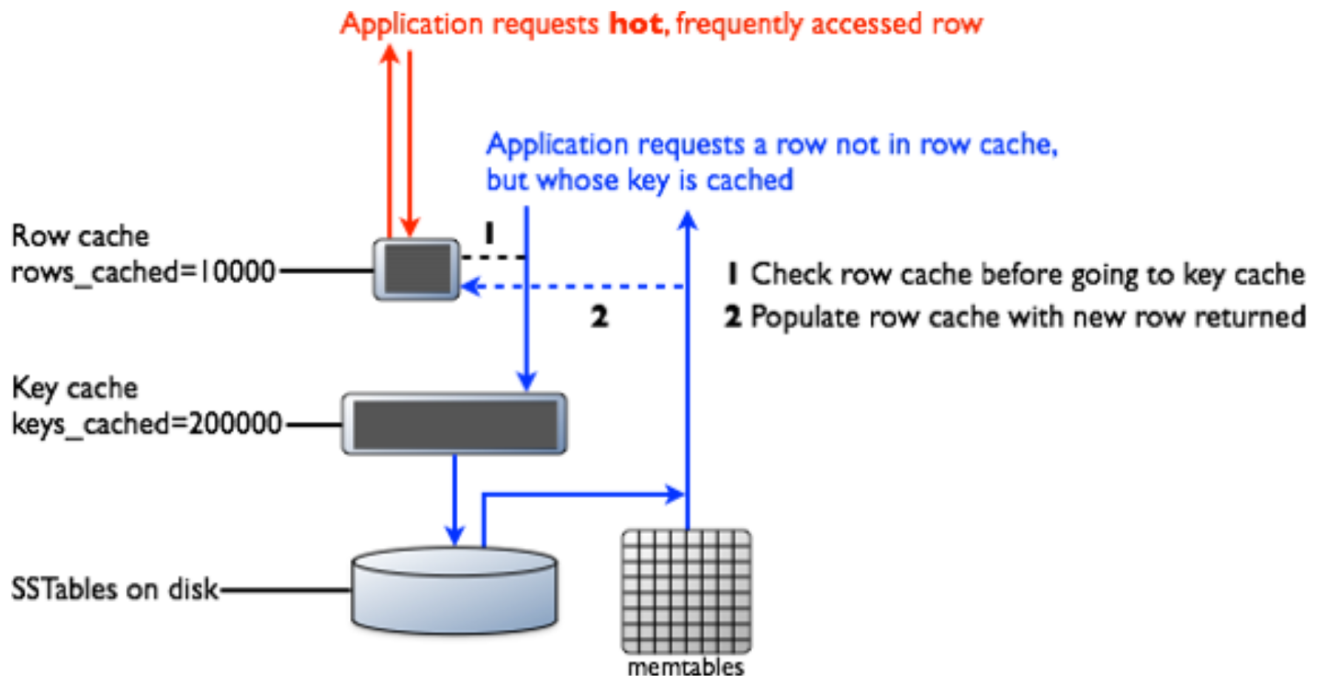 Application requests hot, frequently accessed row
Application requests a row not in row cache,
but whose key is cached
Row cache
rows_cached=10000
1
2
1 Check row cache before going to key cache
2 Populate row cache with new row returned
Key cache
keys_cached=200000
SSTables on disk
memtables